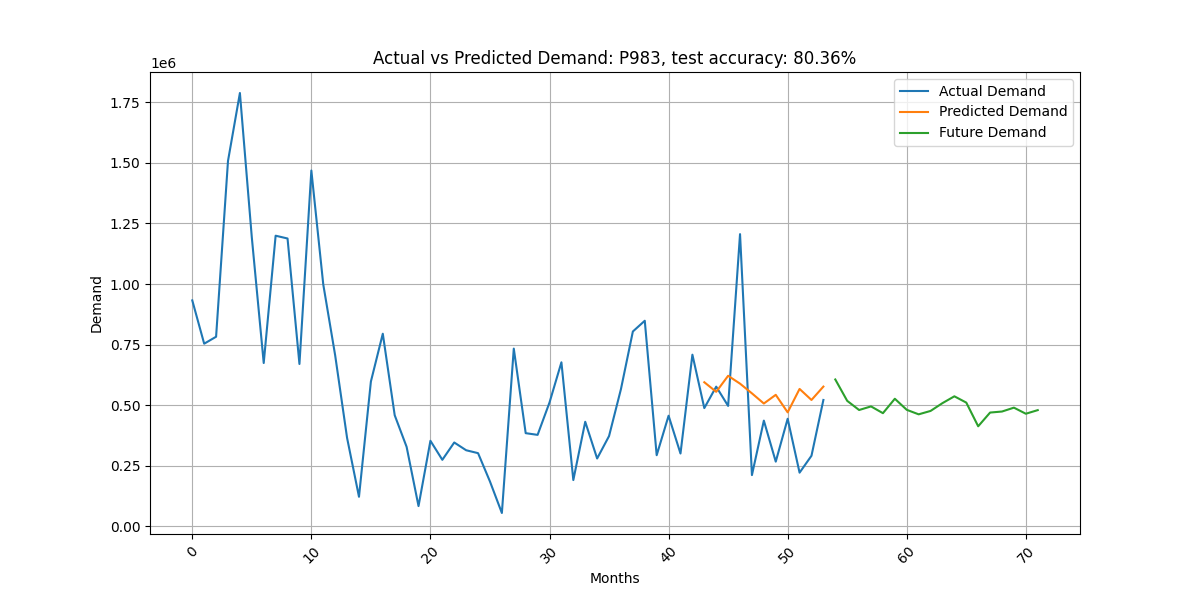 Actual vs Predicted Demand: P983, test accuracy: 80.36%
1e6
Actual Demand
Predicted Demand
Future Demand
1.75
1.50
1.25
1.00
0.75
0.50
0.25
0.00
Demand
0 10 20 30 40 50 60 70
Months